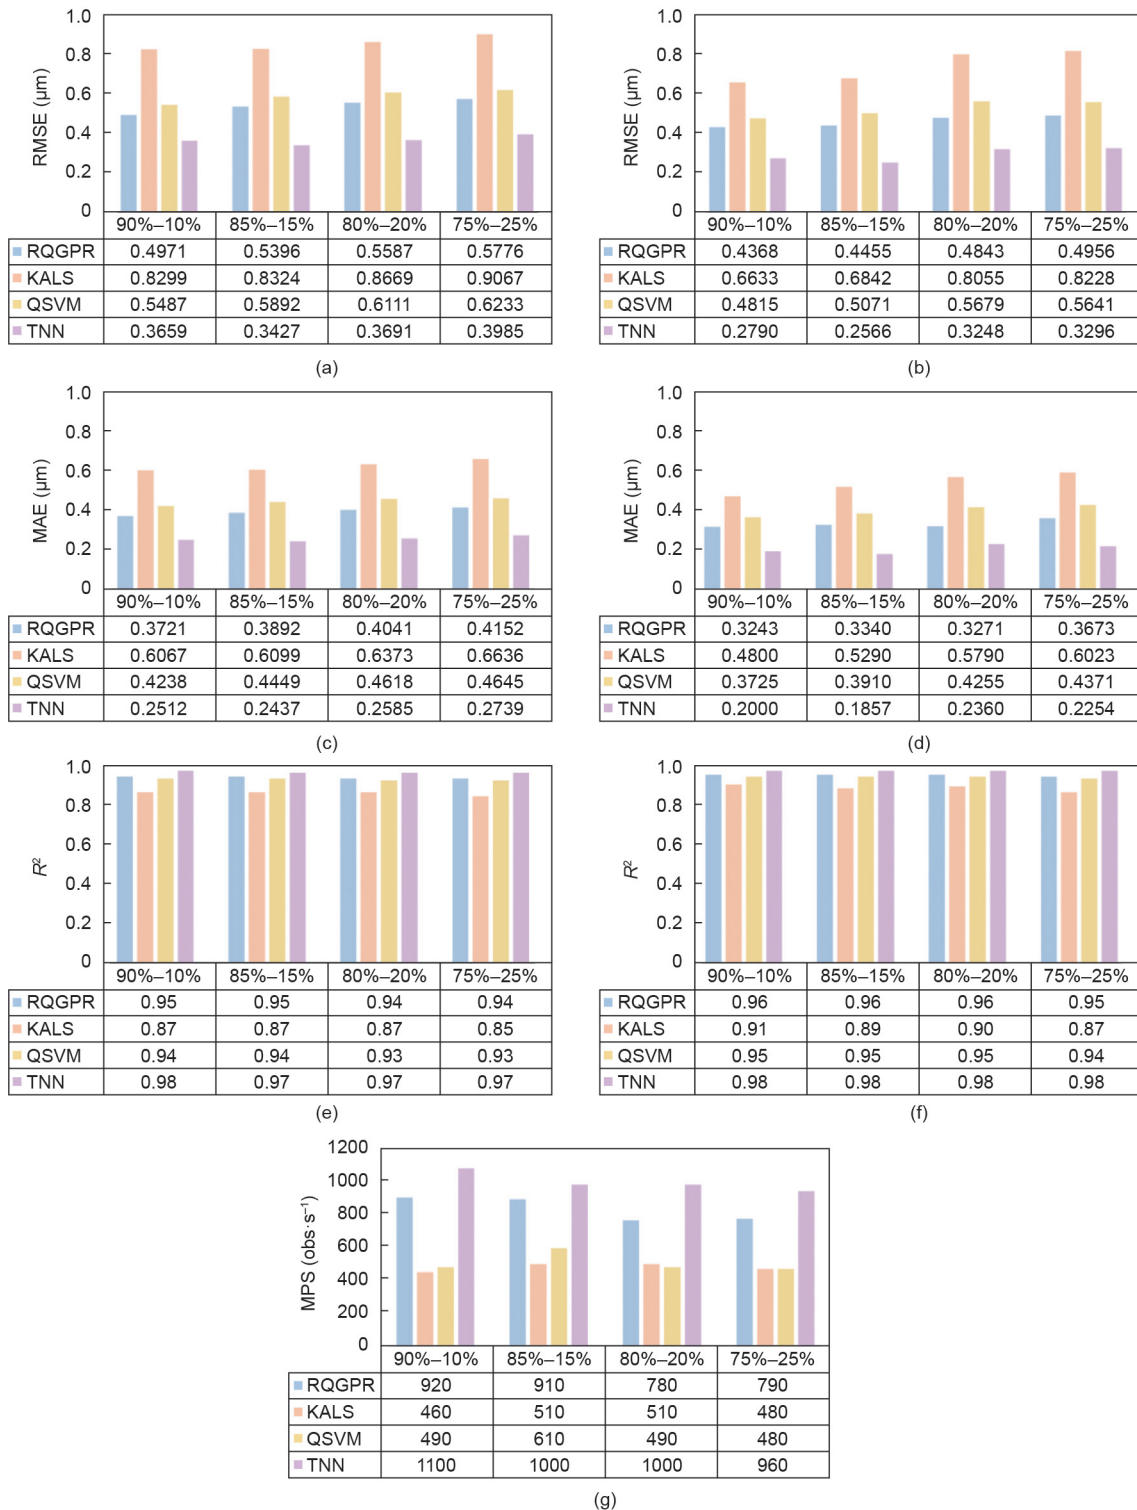 1.0
0.8
0.6
0.4
0.2
0
RMSE (μm)
90%–10% 85%–15% 80%–20% 75%–25%
RQGPR 0.4971 0.5396 0.5587 0.5776
KALS 0.8299 0.8324 0.8669 0.9067
QSVM 0.5487 0.5892 0.6111 0.6233
TNN 0.3659 0.3427 0.3691 0.3985
(a)
1.0
0.8
0.6
0.4
0.2
0
RMSE (μm)
90%–10% 85%–15% 80%–20% 75%–25%
RQGPR 0.4368 0.4455 0.4843 0.4956
KALS 0.6633 0.6842 0.8055 0.8228
QSVM 0.4815 0.5071 0.5679 0.5641
TNN 0.2790 0.2566 0.3248 0.3296
(b)
1.0
0.8
0.6
0.4
0.2
0
MAE (μm)
90%–10% 85%–15% 80%–20% 75%–25%
RQGPR 0.3721 0.3892 0.4041 0.4152
KALS 0.6067 0.6099 0.6373 0.6636
QSVM 0.4238 0.4449 0.4618 0.4645
TNN 0.2512 0.2437 0.2585 0.2739
(c)
1.0
0.8
0.6
0.4
0.2
0
MAE (μm)
90%–10% 85%–15% 80%–20% 75%–25%
RQGPR 0.3243 0.3340 0.3271 0.3673
KALS 0.4800 0.5290 0.5790 0.6023
QSVM 0.3725 0.3910 0.4255 0.4371
TNN 0.2000 0.1857 0.2360 0.2254
(d)
1.0
0.8
0.6
0.4
0.2
0
R²
90%–10% 85%–15% 80%–20% 75%–25%
RQGPR 0.95 0.95 0.94 0.94
KALS 0.87 0.87 0.87 0.85
QSVM 0.94 0.94 0.93 0.93
TNN 0.98 0.97 0.97 0.97
(e)
1.0
0.8
0.6
0.4
0.2
0
R²
90%–10% 85%–15% 80%–20% 75%–25%
RQGPR 0.96 0.96 0.96 0.95
KALS 0.91 0.89 0.90 0.87
QSVM 0.95 0.95 0.95 0.94
TNN 0.98 0.98 0.98 0.98
(f)
1200
1000
800
600
400
200
0
MPS (obs·s⁻¹)
90%–10% 85%–15% 80%–20% 75%–25%
RQGPR 920 910 780 790
KALS 460 510 510 480
QSVM 490 610 490 480
TNN 1100 1000 1000 960
(g)